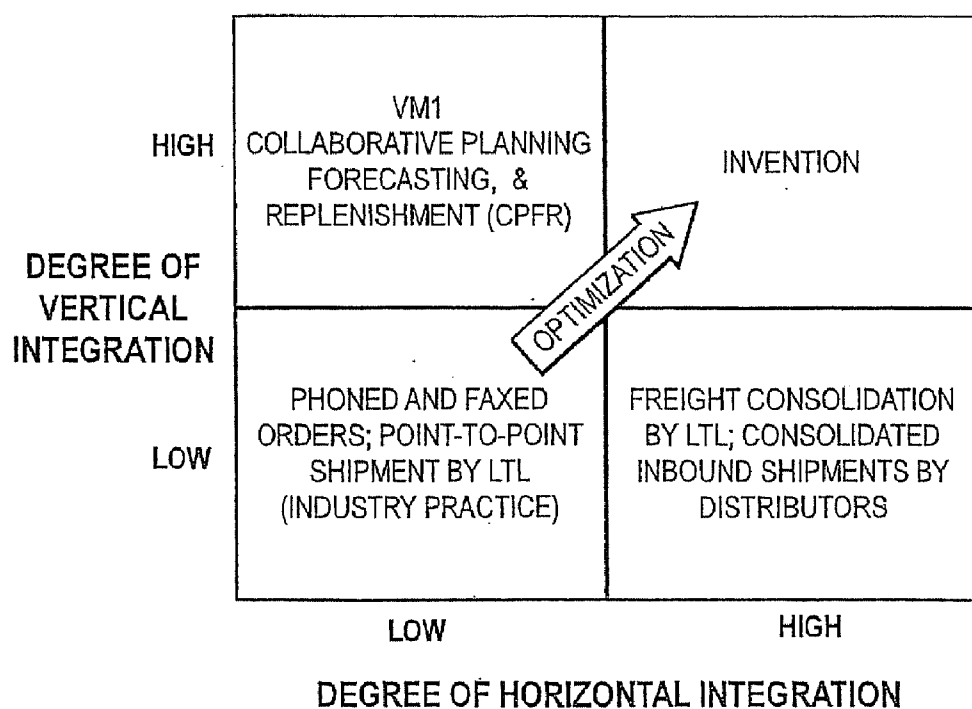 VM1
COLLABORATIVE PLANNING
FORECASTING, &
REPLENISHMENT (CPFR)
HIGH
INVENTION
OPTIMIZATION
DEGREE OF
VERTICAL
INTEGRATION
PHONED AND FAXED
ORDERS; POINT-TO-POINT
SHIPMENT BY LTL
(INDUSTRY PRACTICE)
LOW
FREIGHT CONSOLIDATION
BY LTL; CONSOLIDATED
INBOUND SHIPMENTS BY
DISTRIBUTORS
LOW
HIGH
DEGREE OF HORIZONTAL INTEGRATION